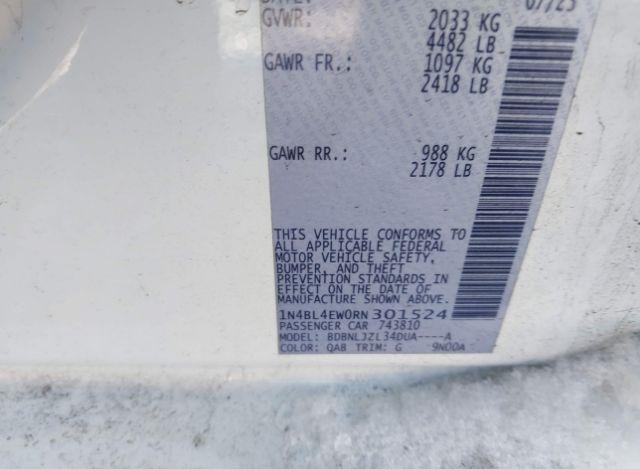 07/23
GVWR: 2033 KG
4482 LB
GAWR FR.: 1097 KG
2418 LB
GAWR RR.: 988 KG
2178 LB
THIS VEHICLE CONFORMS TO
ALL APPLICABLE FEDERAL
MOTOR VEHICLE SAFETY,
BUMPER, AND THEFT
PREVENTION STANDARDS IN
EFFECT ON THE DATE OF
MANUFACTURE SHOWN ABOVE.
1N4BL4EW0RN301524
PASSENGER CAR 743810
MODEL: BDBNLJZL34DUA----A
COLOR: QAB TRIM: G 9N00A